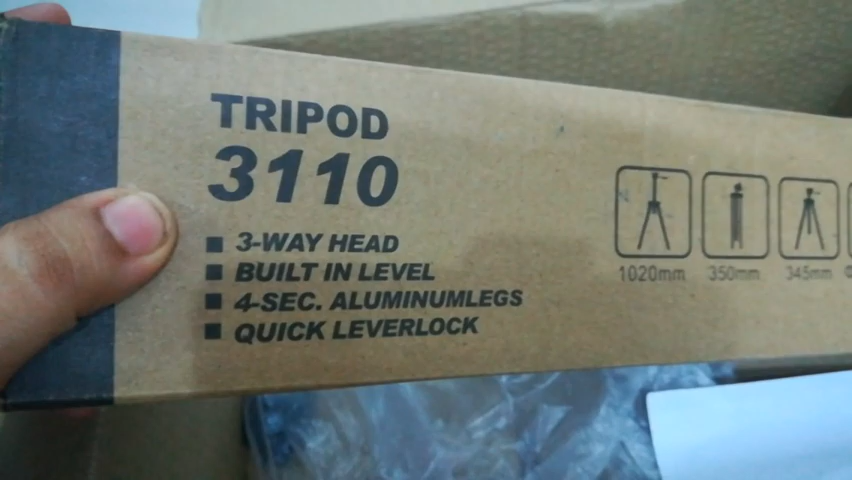 TRIPOD
3110
3-WAY HEAD
BUILT IN LEVEL
4-SEC. ALUMINUMLEGS
QUICK LEVERLOCK
1020mm 350mm 345mm